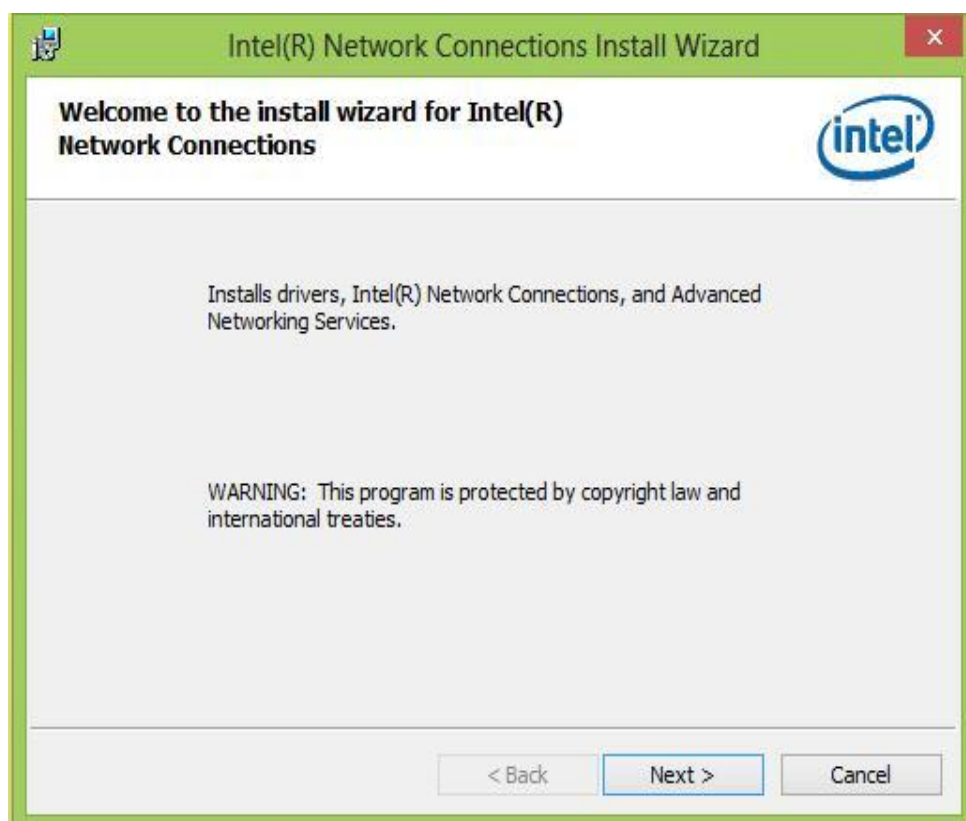 Intel(R) Network Connections Install Wizard
Welcome to the install wizard for Intel(R)
Network Connections
intel
Installs drivers, Intel(R) Network Connections, and Advanced
Networking Services.
WARNING: This program is protected by copyright law and
international treaties.
< Back
Next >
Cancel